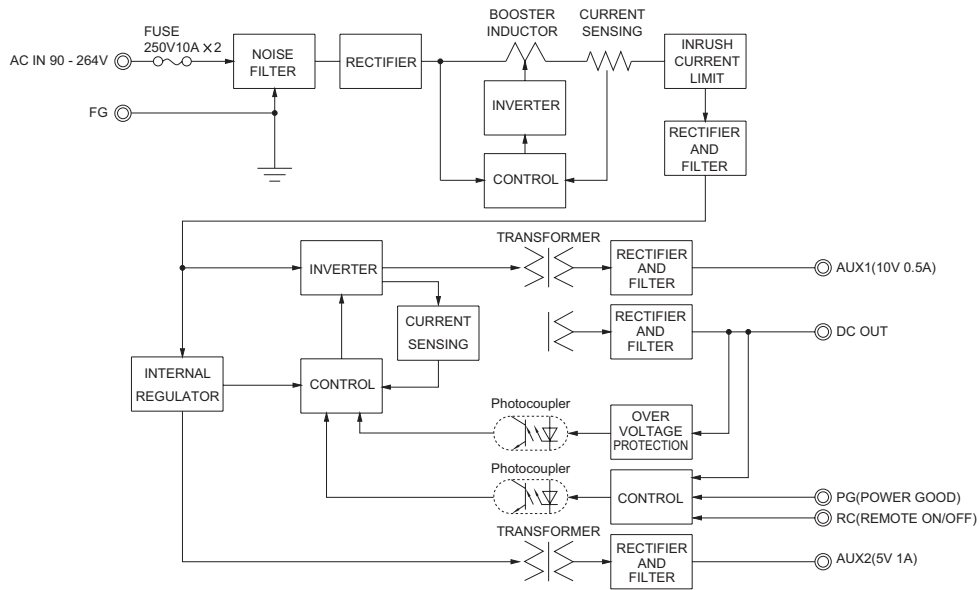 FUSE
250V10A×2
BOOSTER
INDUCTOR
CURRENT
SENSING
AC IN 90 - 264V
NOISE
FILTER
RECTIFIER
INRUSH
CURRENT
LIMIT
INVERTER
FG
RECTIFIER
AND
FILTER
CONTROL
TRANSFORMER
INVERTER
RECTIFIER
AND
FILTER
AUX1(10V 0.5A)
CURRENT
SENSING
RECTIFIER
AND
FILTER
DC OUT
INTERNAL
REGULATOR
CONTROL
Photocoupler
OVER
VOLTAGE
PROTECTION
Photocoupler
CONTROL
PG(POWER GOOD)
RC(REMOTE ON/OFF)
TRANSFORMER
RECTIFIER
AND
FILTER
AUX2(5V 1A)